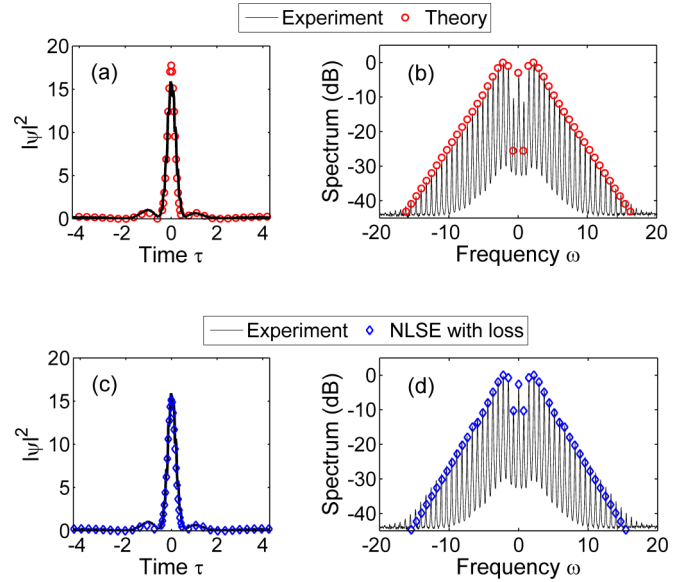 Experiment Theory
(a)
20
15
10
5
0
|ψ|²
-4 -2 0 2 4
Time τ
(b)
0
-10
-20
-30
-40
Spectrum (dB)
-20 -10 0 10 20
Frequency ω
Experiment NLSE with loss
(c)
20
15
10
5
0
|ψ|²
-4 -2 0 2 4
Time τ
(d)
0
-10
-20
-30
-40
Spectrum (dB)
-20 -10 0 10 20
Frequency ω